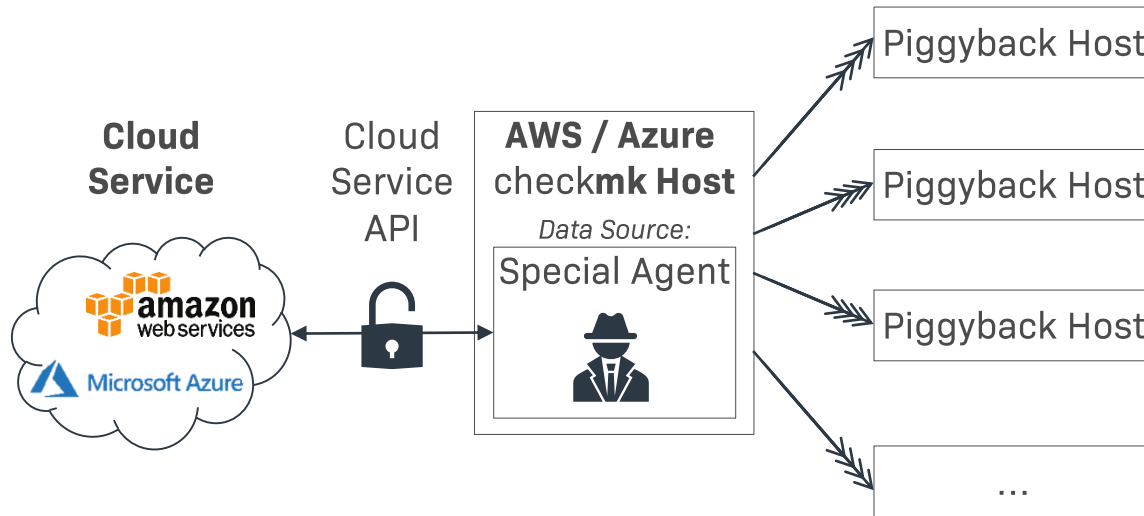 Cloud
Service
amazon
web services
Microsoft Azure
Cloud
Service
API
AWS / Azure
checkmk Host
Data Source:
Special Agent
Piggyback Host
Piggyback Host
Piggyback Host
...